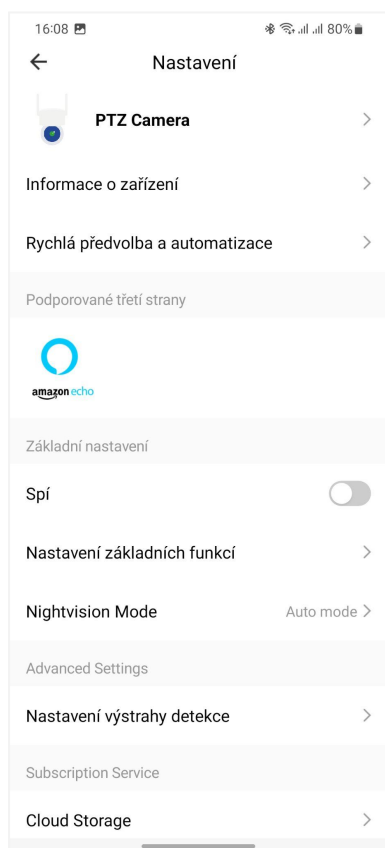 16:08 80%
Nastavení
PTZ Camera
Informace o zařízení
Rychlá předvolba a automatizace
Podporované třetí strany
amazon echo
Základní nastavení
Spí
Nastavení základních funkcí
Nightvision Mode Auto mode
Advanced Settings
Nastavení výstrahy detekce
Subscription Service
Cloud Storage